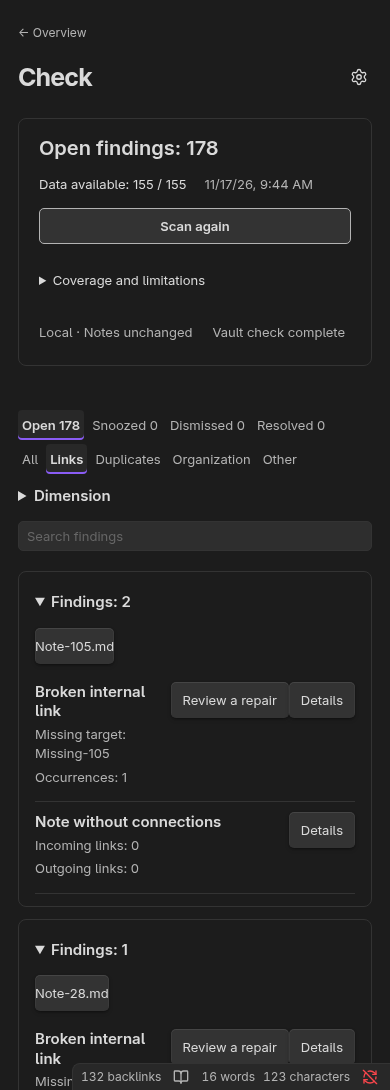 ← Overview
Check
Open findings: 178
Data available: 155 / 155 11/17/26, 9:44 AM
Scan again
▶ Coverage and limitations
Local · Notes unchanged Vault check complete
Open 178 Snoozed 0 Dismissed 0 Resolved 0
All Links Duplicates Organization Other
▶ Dimension
Search findings
▼ Findings: 2
Note-105.md
Broken internal link
Review a repair Details
Missing target:
Missing-105
Occurrences: 1
Note without connections
Details
Incoming links: 0
Outgoing links: 0
▼ Findings: 1
Note-28.md
Broken internal link
Review a repair Details
132 backlinks 16 words 123 characters